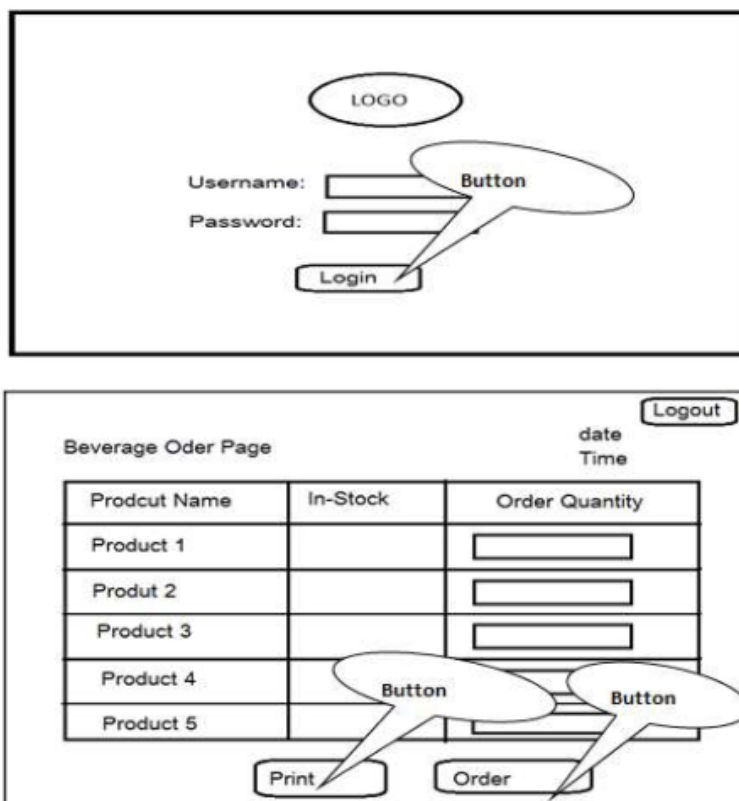 LOGO
Username:
Button
Password:
Login
Logout
Beverage Oder Page
date
Time
Prodcut Name In-Stock Order Quantity
Product 1
Produt 2
Product 3
Product 4
Button
Button
Product 5
Print
Order